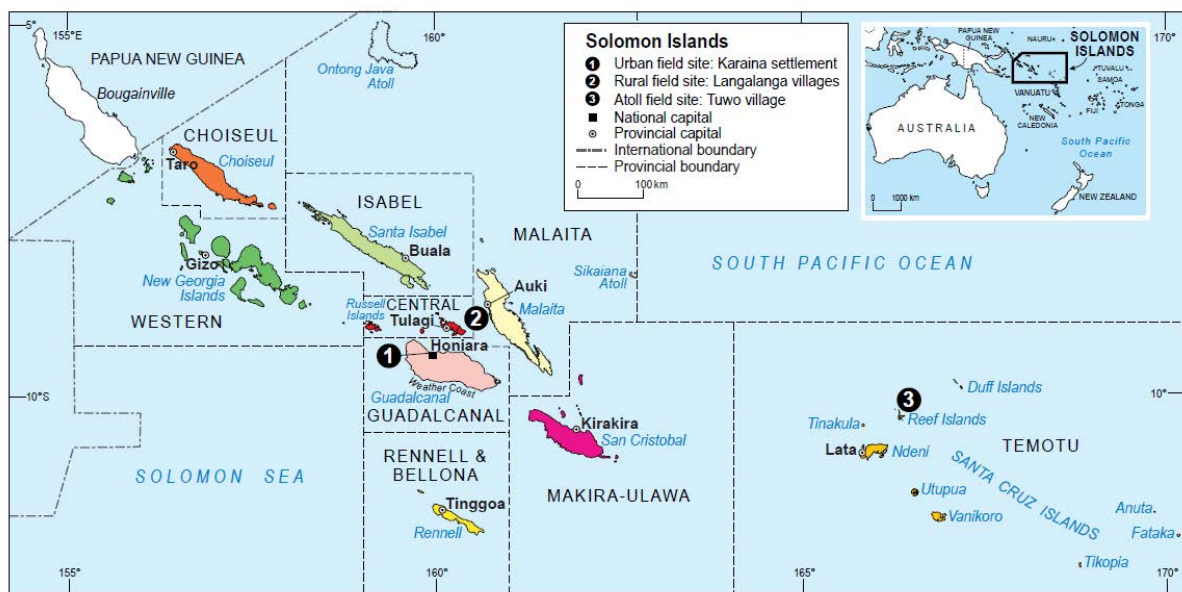 5°
155°E
160°
170°
PAPUA NEW GUINEA
Bougainville
Ontong Java
Atoll
CHOISEUL
Taro
Choiseul
ISABEL
Santa Isabel
Buala
MALAITA
Gizo
New Georgia
Islands
WESTERN
Russell
Islands
CENTRAL
Tulagi
2
Auki
Malaita
Sikaiana
Atoll
SOUTH PACIFIC OCEAN
1
Honiara
Weather Coast
Guadalcanal
GUADALCANAL
10°S
10°
Kirakira
San Cristobal
MAKIRA-ULAWA
RENNELL &
BELLONA
Tinggoa
Rennell
SOLOMON SEA
3
Duff Islands
Reef Islands
Tinakula
Lata
Ndeni
TEMOTU
SANTA CRUZ ISLANDS
Utupua
Vanikoro
Anuta
Fataka
Tikopia
155°
160°
165°
170°
Solomon Islands
1 Urban field site: Karaina settlement
2 Rural field site: Langalanga villages
3 Atoll field site: Tuwo village
National capital
Provincial capital
International boundary
Provincial boundary
0 100 km
PAPUA NEW
GUINEA
NAURU
SOLOMON
ISLANDS
TUVALU
SAMOA
VANUATU
FIJI
TONGA
NEW
CALEDONIA
AUSTRALIA
South Pacific
Ocean
NEW ZEALAND
0 1000 km